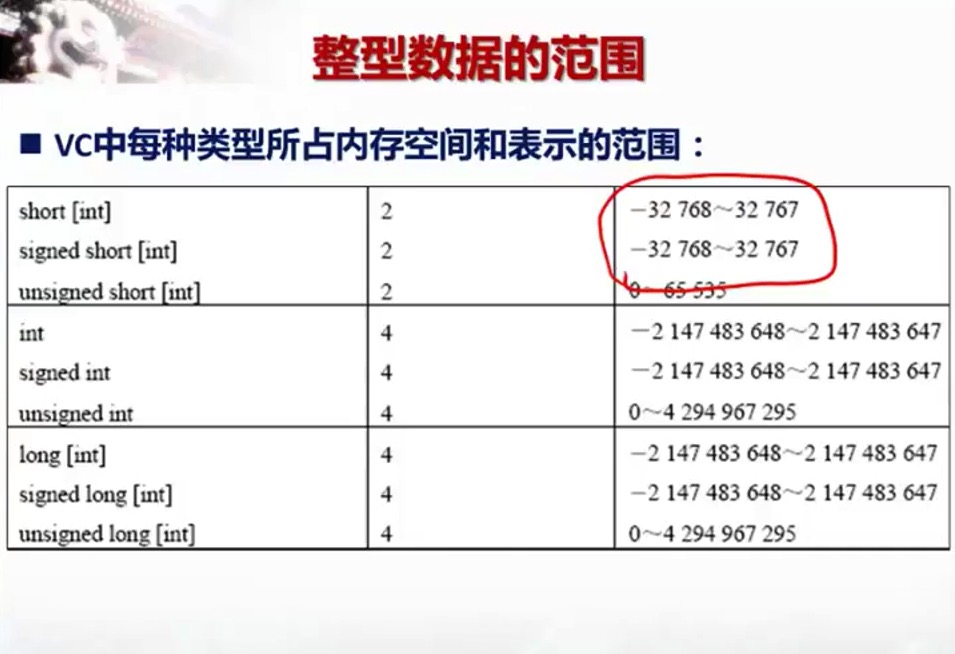 整型数据的范围
■ VC中每种类型所占内存空间和表示的范围：
short [int] 2 －32 768～32 767
signed short [int] 2 －32 768～32 767
unsigned short [int] 2 0～65 535
int 4 －2 147 483 648～2 147 483 647
signed int 4 －2 147 483 648～2 147 483 647
unsigned int 4 0～4 294 967 295
long [int] 4 －2 147 483 648～2 147 483 647
signed long [int] 4 －2 147 483 648～2 147 483 647
unsigned long [int] 4 0～4 294 967 295